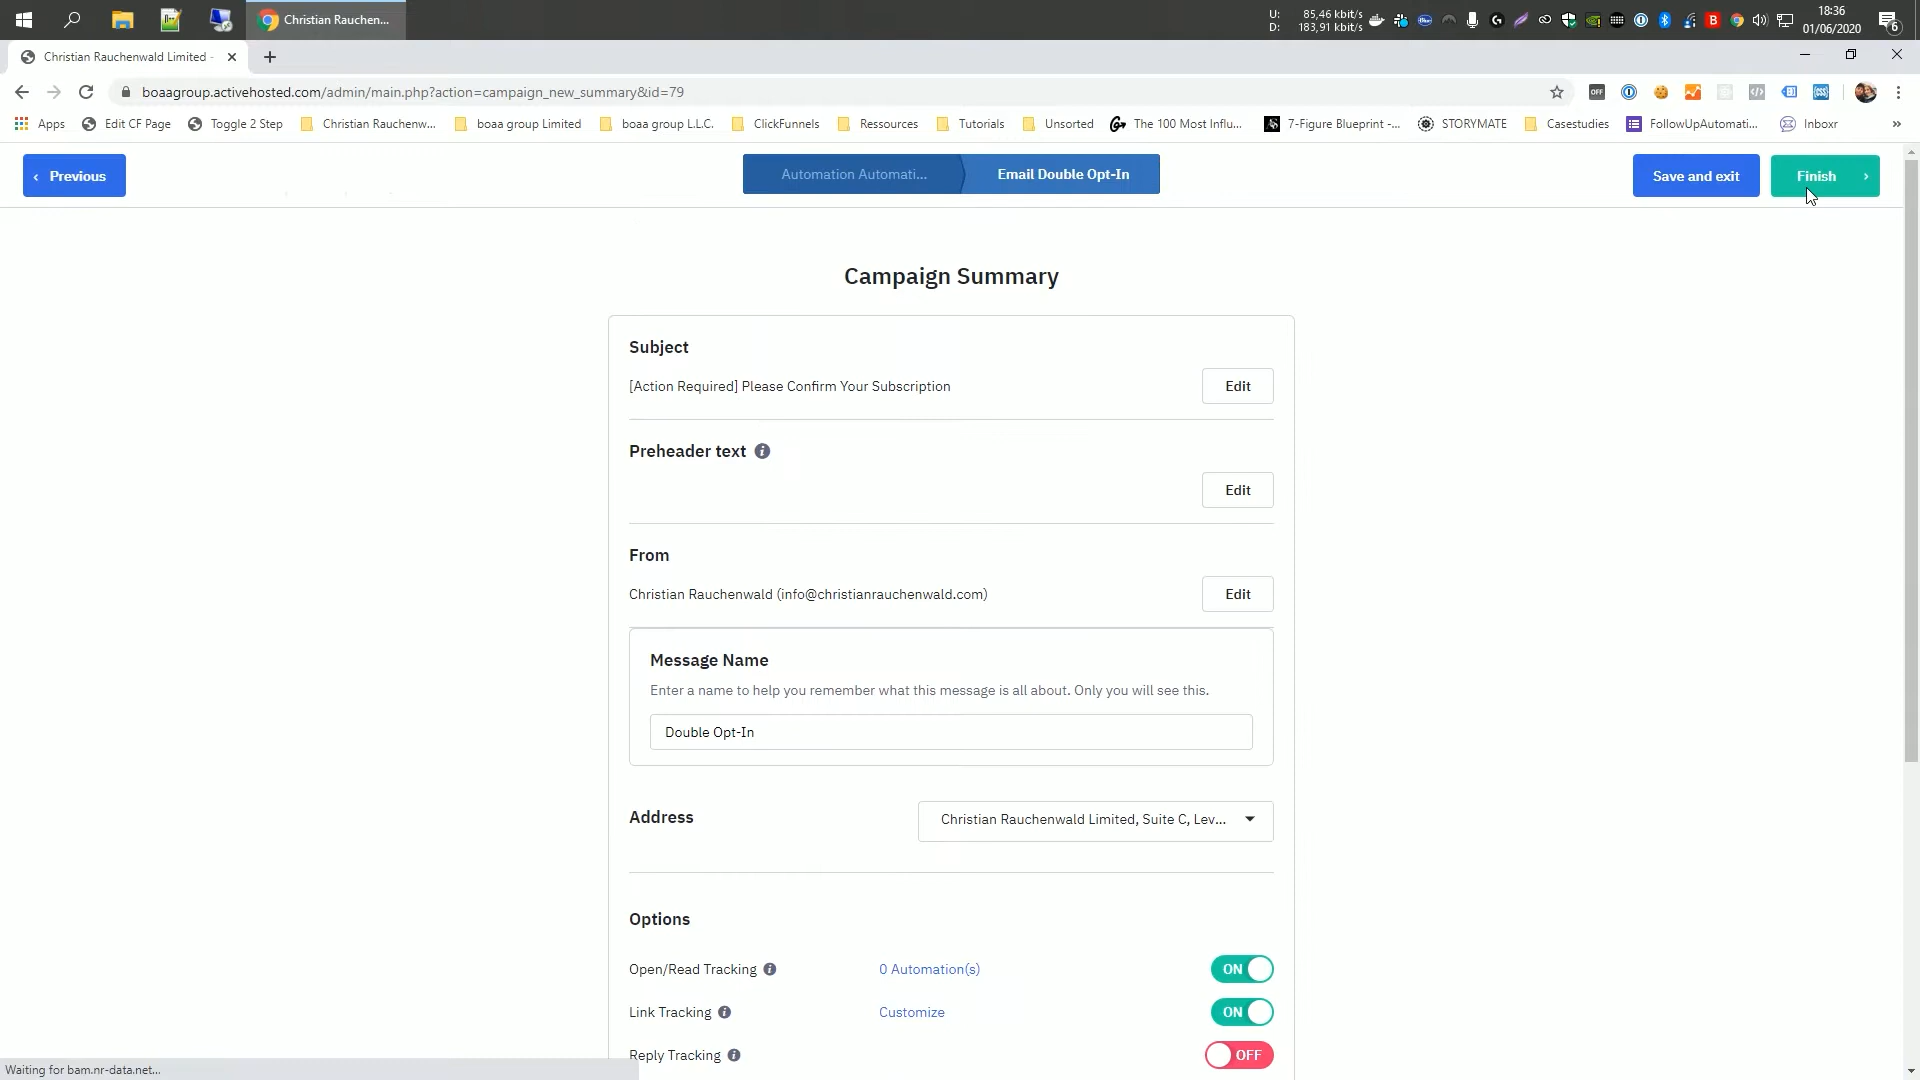 Christian Rauchen...
U: 85,46 kbit/s
D: 183,91 kbit/s
18:36
01/06/2020
6
Christian Rauchenwald Limited -
boaagroup.activehosted.com/admin/main.php?action=campaign_new_summary&id=79
Apps
Edit CF Page
Toggle 2 Step
Christian Rauchenw...
boaa group Limited
boaa group L.L.C.
ClickFunnels
Ressources
Tutorials
Unsorted
The 100 Most Influ...
7-Figure Blueprint -...
STORYMATE
Casestudies
FollowUpAutomati...
Inboxr
Previous
Automation Automati...
Email Double Opt-In
Save and exit
Finish
Campaign Summary
Subject
[Action Required] Please Confirm Your Subscription
Edit
Preheader text
Edit
From
Christian Rauchenwald (info@christianrauchenwald.com)
Edit
Message Name
Enter a name to help you remember what this message is all about. Only you will see this.
Double Opt-In
Address
Christian Rauchenwald Limited, Suite C, Lev...
Options
Open/Read Tracking
0 Automation(s)
ON
Link Tracking
Customize
ON
Reply Tracking
OFF
Waiting for bam.nr-data.net...